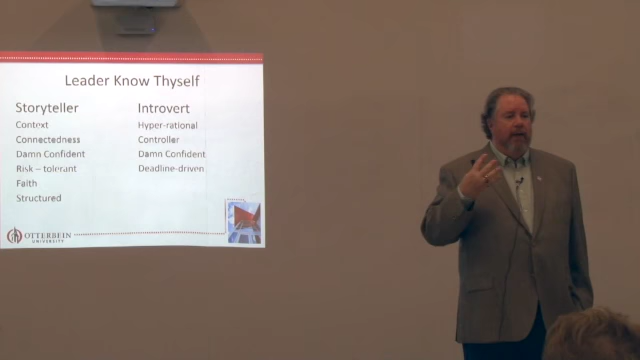 Leader Know Thyself
Storyteller
Context
Connectedness
Damn Confident
Risk – tolerant
Faith
Structured
Introvert
Hyper-rational
Controller
Damn Confident
Deadline-driven
OTTERBEIN
UNIVERSITY